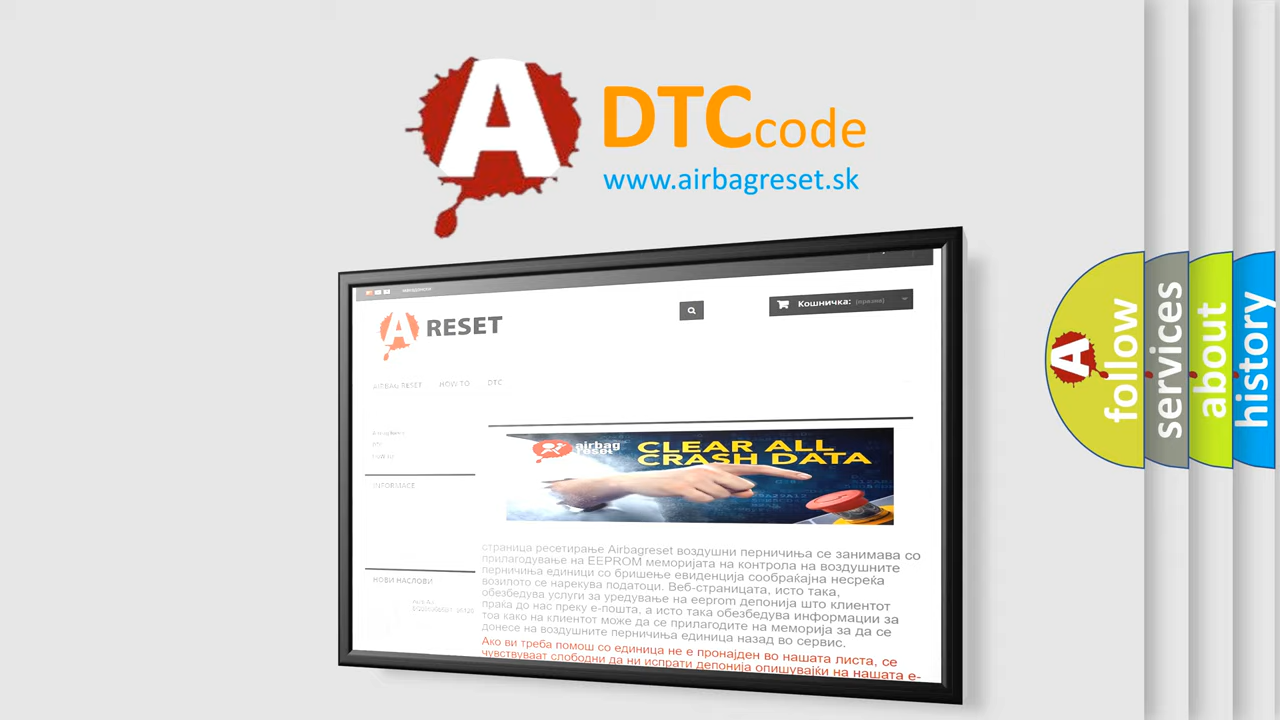 A DTC code
www.airbagreset.sk
Кошничка: (празни)
A RESET
AIRBAG RESET HOW TO DTC
airbag reset
CLEAR ALL
CRASH DATA
INFORMACE
НОВИ НАСЛОВИ
страница ресетирање Airbagreset воздушни перничиња се занимава со
прилагодување на EEPROM меморијата на контрола на воздушните
перничиња единици со бришење евиденција сообраќајна несреќа
возилото се нарекува податоци. Веб-страницата, исто така,
обезбедува услуги за уредување на eeprom депонија што клиентот
праќа до нас преку е-пошта, а исто така обезбедува информации за
тоа како на клиентот може да се прилагодите на меморија за да се
донесе на воздушните перничиња единица назад во сервис.
Ако ви треба помош со единица не е пронајден во нашата листа, се
чувствуваат слободни да ни испрати депонија опишувајќи на нашата е-
A follow
services
about
history